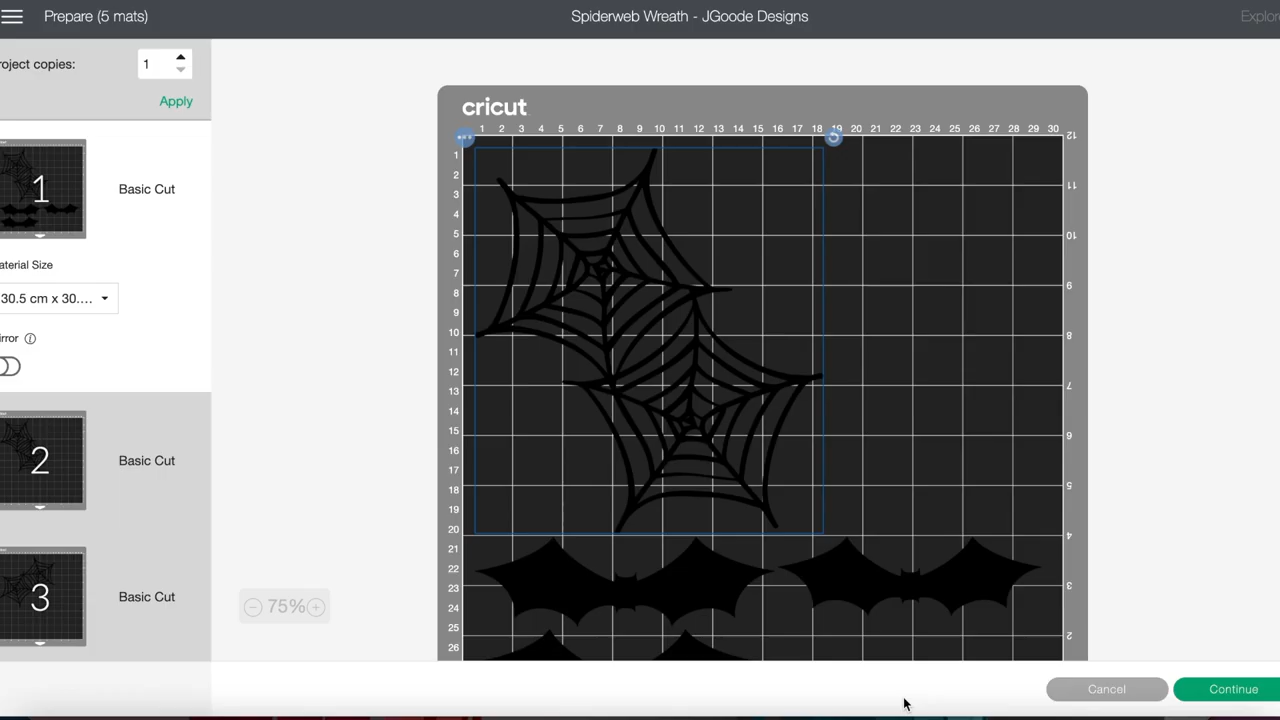 Prepare (5 mats)
Spiderweb Wreath - JGoode Designs
Explor
roject copies:
1
Apply
1
Basic Cut
aterial Size
30.5 cm x 30....
irror
2
Basic Cut
3
Basic Cut
75%
cricut
1 2 3 4 5 6 7 8 9 10 11 12 13 14 15 16 17 18 19 20 21 22 23 24 25 26 27 28 29 30
1
2
3
4
5
6
7
8
9
10
11
12
13
14
15
16
17
18
19
20
21
22
23
24
25
26
12
11
10
9
8
7
6
5
4
3
2
Cancel
Continue